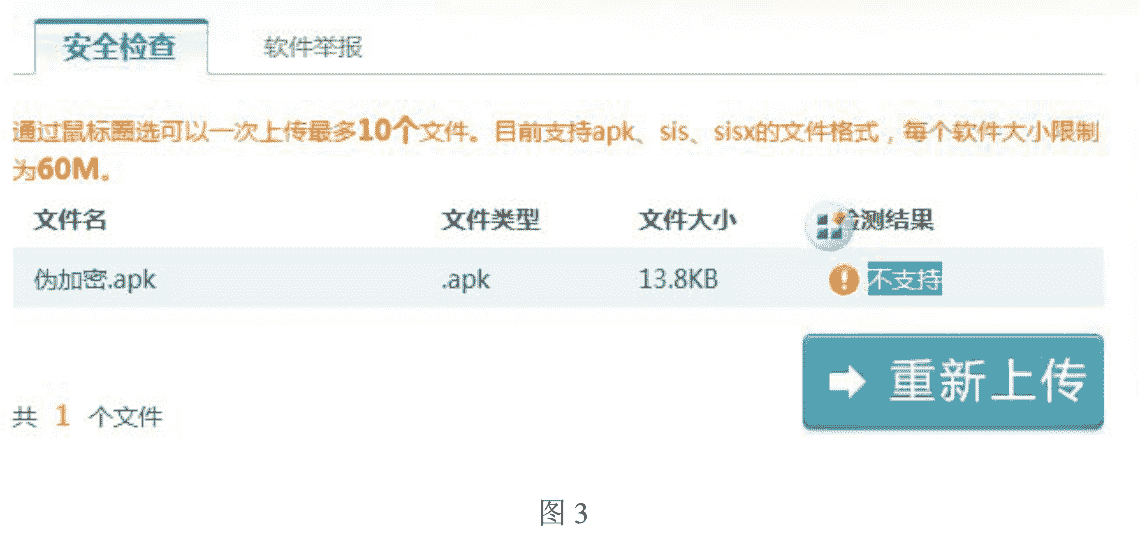 安全检查 软件举报
通过鼠标圈选可以一次上传最多10个文件。目前支持apk、sis、sisx的文件格式，每个软件大小限制
为60M。
文件名 文件类型 文件大小 检测结果
伪加密.apk .apk 13.8KB 不支持
重新上传
共 1 个文件
图 3